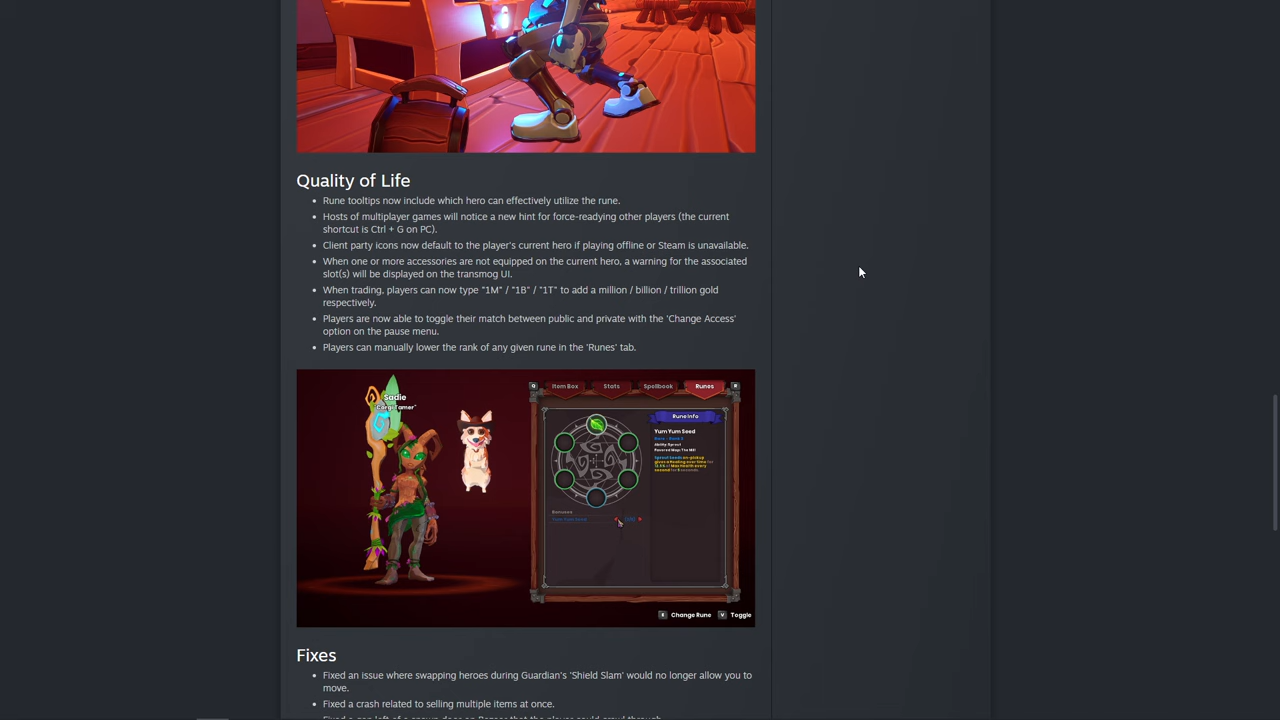 Quality of Life
Rune tooltips now include which hero can effectively utilize the rune.
Hosts of multiplayer games will notice a new hint for force-readying other players (the current
shortcut is Ctrl + G on PC).
Client party icons now default to the player's current hero if playing offline or Steam is unavailable.
When one or more accessories are not equipped on the current hero, a warning for the associated
slot(s) will be displayed on the transmog UI.
When trading, players can now type "1M" / "1B" / "1T" to add a million / billion / trillion gold
respectively.
Players are now able to toggle their match between public and private with the 'Change Access'
option on the pause menu.
Players can manually lower the rank of any given rune in the 'Runes' tab.
Sadie
Q Item Box Stats Spellbook Runes
Rune Info
Yum Yum Seed
Ability: Sprout
Bonuses
Change Rune Toggle
Fixes
Fixed an issue where swapping heroes during Guardian's 'Shield Slam' would no longer allow you to
move.
Fixed a crash related to selling multiple items at once.